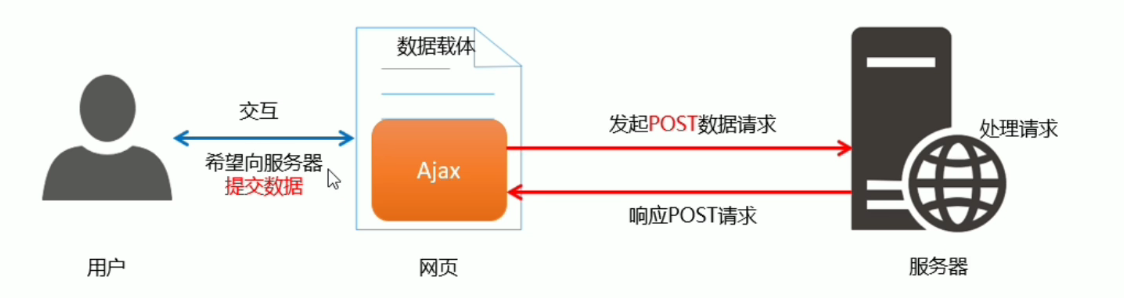 数据载体
交互
希望向服务器
提交数据
Ajax
发起POST数据请求
响应POST请求
处理请求
用户
网页
服务器